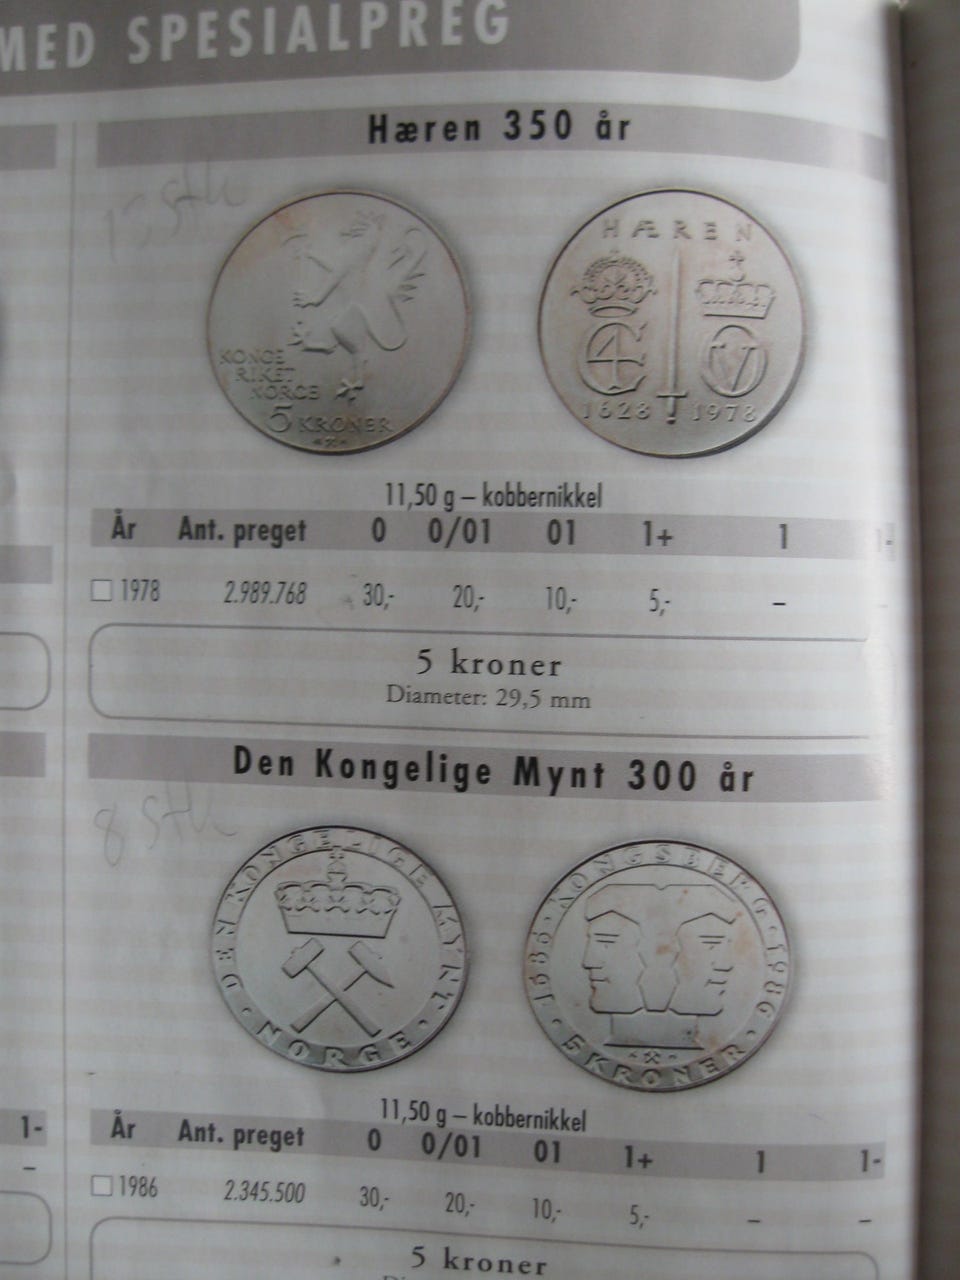 MED SPESIALPREG
Hæren 350 år
stk
KONGE
RIKET
NORGE
5 KRONER
HÆREN
1628 1978
11,50 g – kobbernikkel
År Ant. preget 0 0/01 01 1+ 1 1-
1978 2.989.768 30,- 20,- 10,- 5,- –
5 kroner
Diameter: 29,5 mm
Den Kongelige Mynt 300 år
8 stk
DEN KONGELIGE MYNT
· NORGE ·
1686 · KONGSBERG · 1986
· 5 KRONER ·
11,50 g – kobbernikkel
1- År Ant. preget 0 0/01 01 1+ 1 1-
– 1986 2.345.500 30,- 20,- 10,- 5,- – –
5 kroner